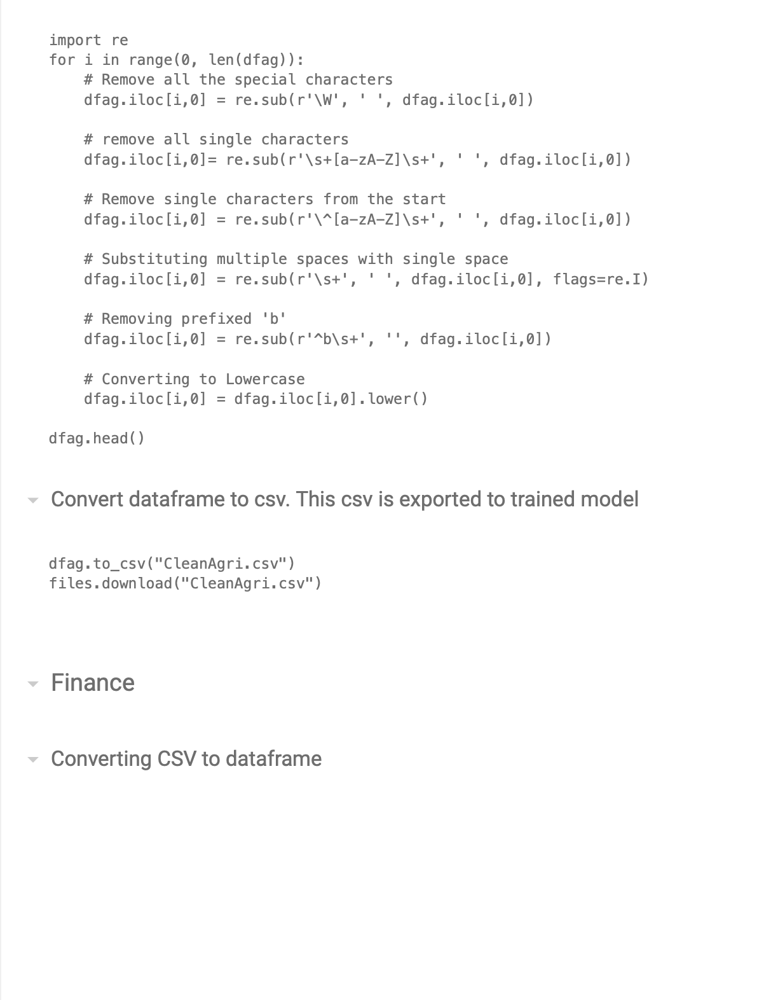 import re
for i in range(0, len(dfag)):
    # Remove all the special characters
    dfag.iloc[i,0] = re.sub(r'\W', ' ', dfag.iloc[i,0])
    # remove all single characters
    dfag.iloc[i,0]= re.sub(r'\s+[a-zA-Z]\s+', ' ', dfag.iloc[i,0])
    # Remove single characters from the start
    dfag.iloc[i,0] = re.sub(r'\^[a-zA-Z]\s+', ' ', dfag.iloc[i,0])
    # Substituting multiple spaces with single space
    dfag.iloc[i,0] = re.sub(r'\s+', ' ', dfag.iloc[i,0], flags=re.I)
    # Removing prefixed 'b'
    dfag.iloc[i,0] = re.sub(r'^b\s+', '', dfag.iloc[i,0])
    # Converting to Lowercase
    dfag.iloc[i,0] = dfag.iloc[i,0].lower()
dfag.head()
Convert dataframe to csv. This csv is exported to trained model
dfag.to_csv("CleanAgri.csv")
files.download("CleanAgri.csv")
Finance
Converting CSV to dataframe